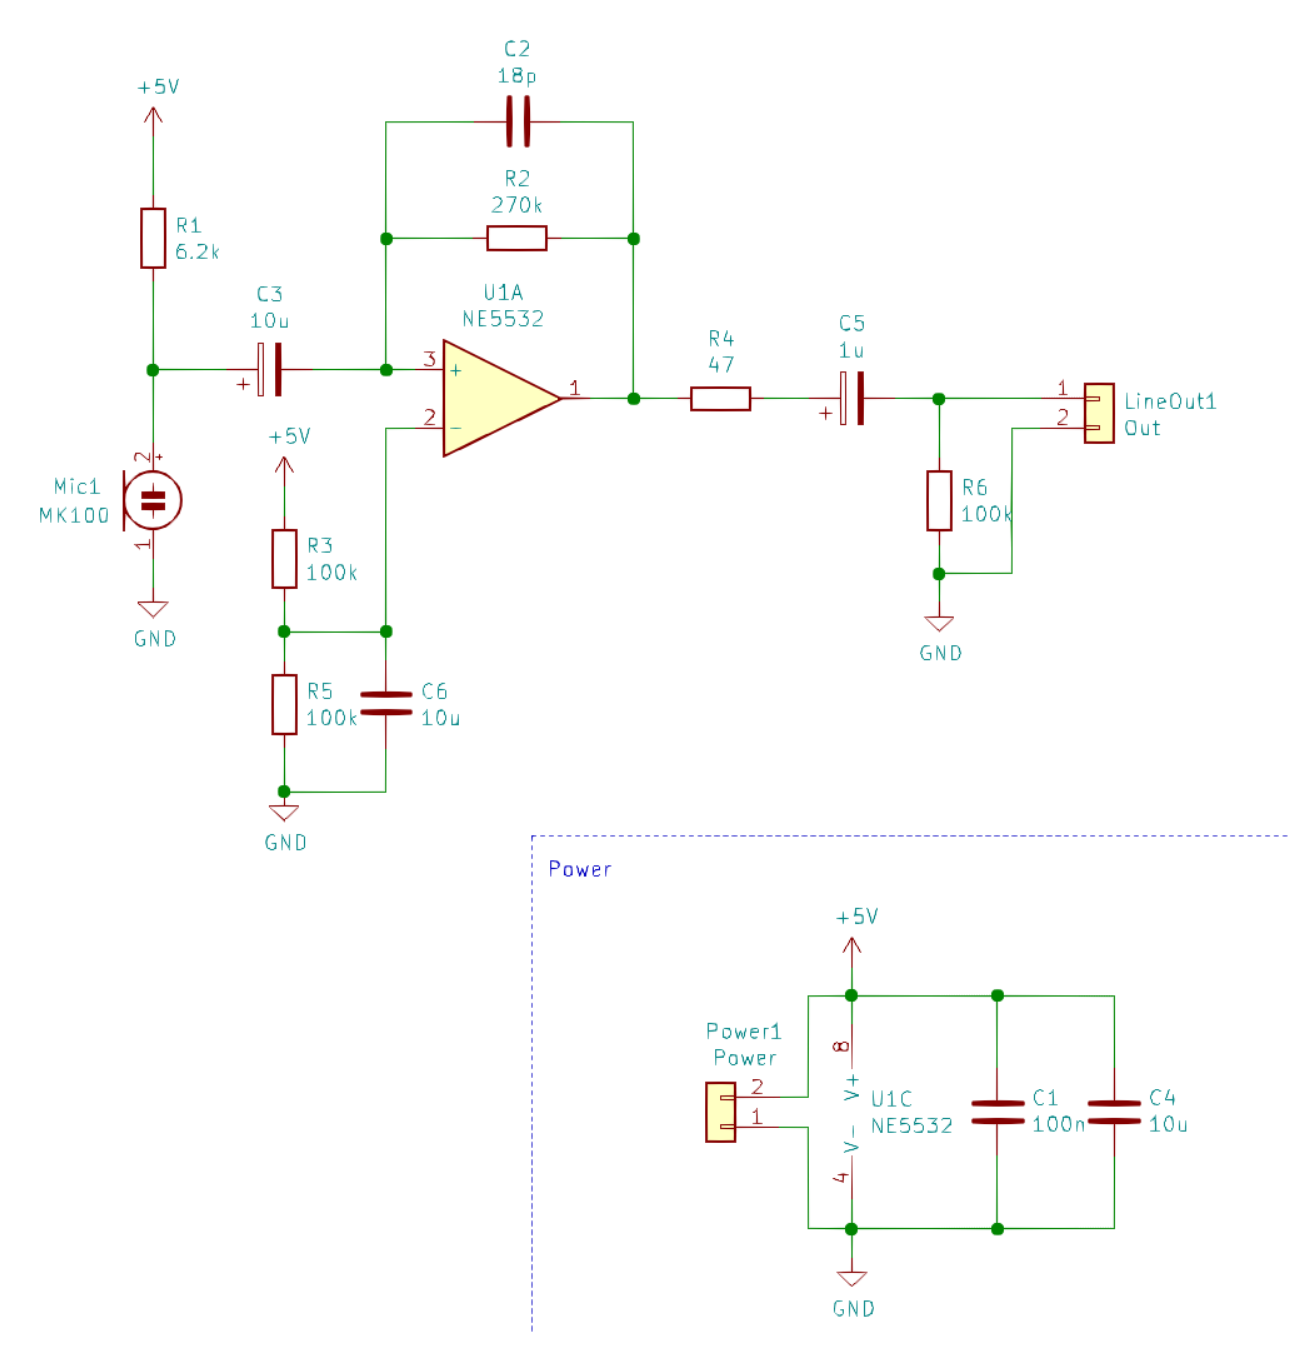 C2
18p
+5V
R2
270k
R1
6.2k
U1A
NE5532
C3
10u
3
+
2
−
1
+
R4
47
C5
1u
+
1
2
LineOut1
Out
+5V
2
+
Mic1
MK100
1
GND
R3
100k
R6
100k
GND
R5
100k
C6
10u
GND
Power
+5V
Power1
Power
2
1
8
V+
V−
4
U1C
NE5532
C1
100n
C4
10u
GND